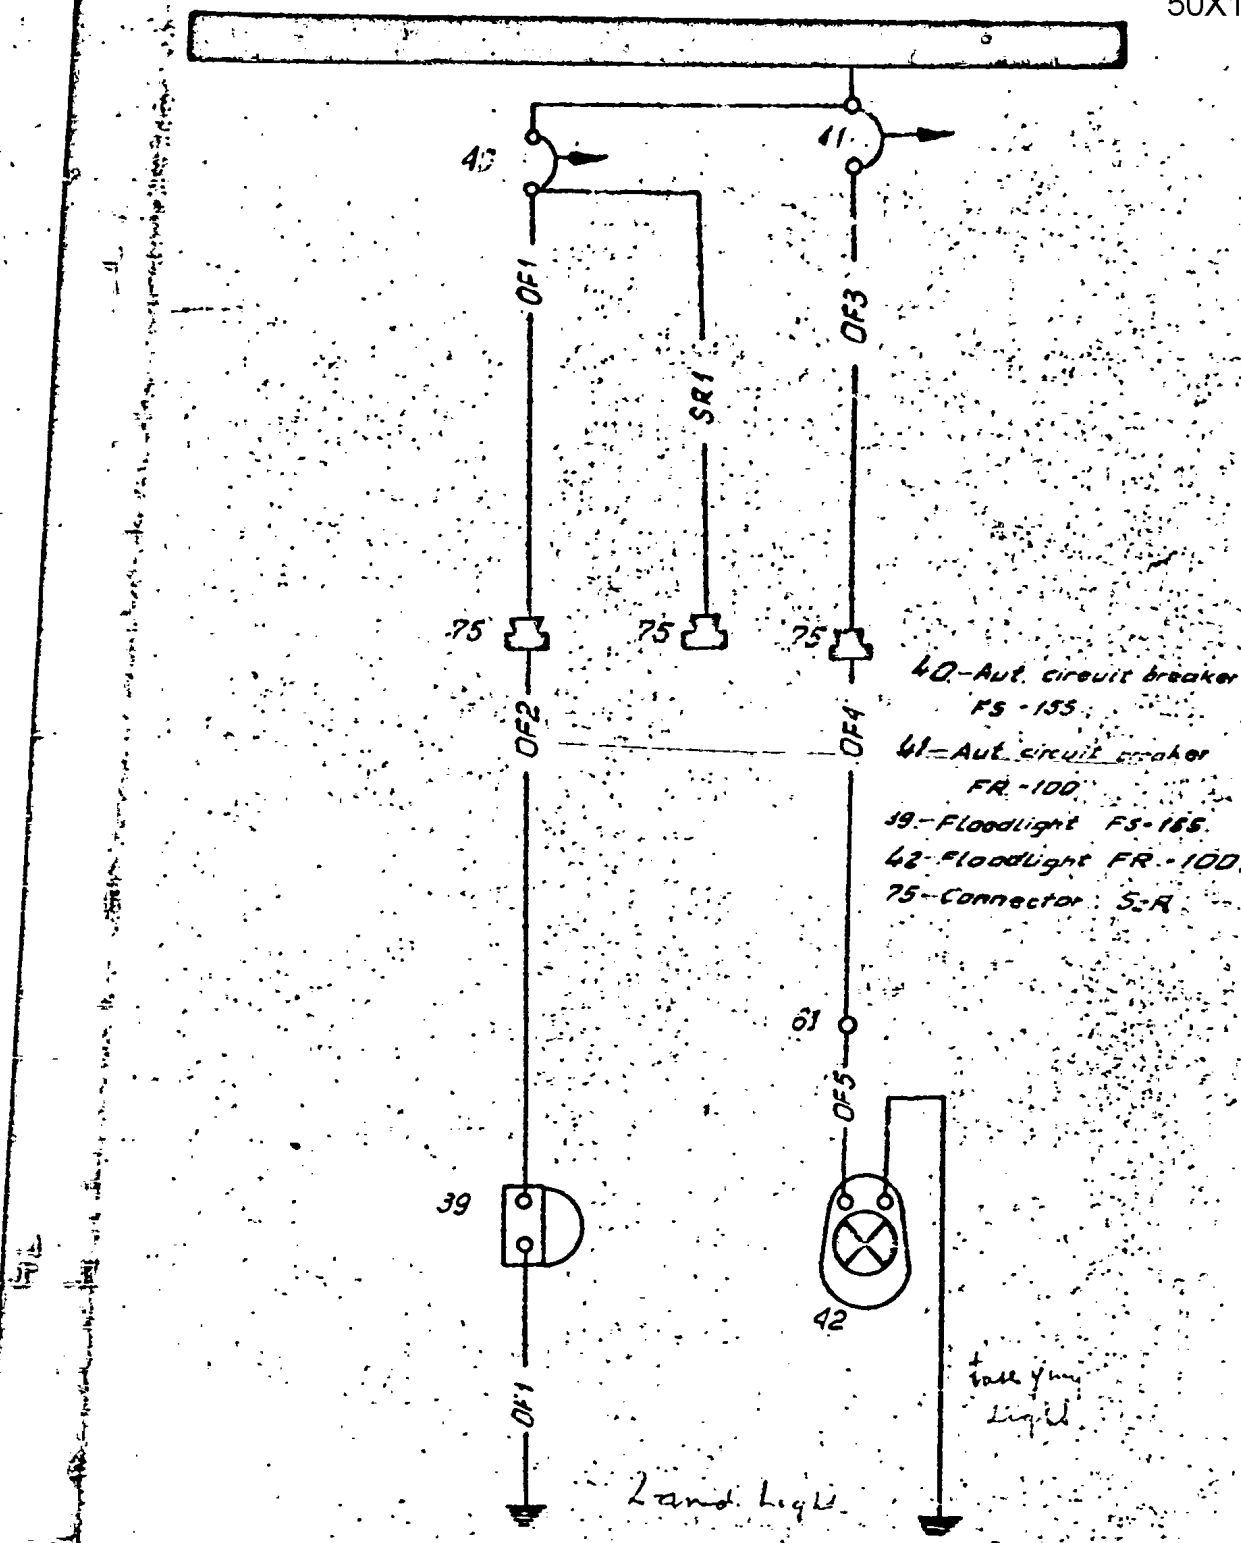 50X1
40
41.
OF1
OF3
SR1
75
75
75
40.-Aut. circuit breaker
FS -155
OF2
OF4
41-Aut. circuit breaker
FR -100
39.-Floodlight FS-155.
42-Floodlight FR.-100.
75-Connector S-R
61
OF5
39
42
OF1
Light
Land. Light